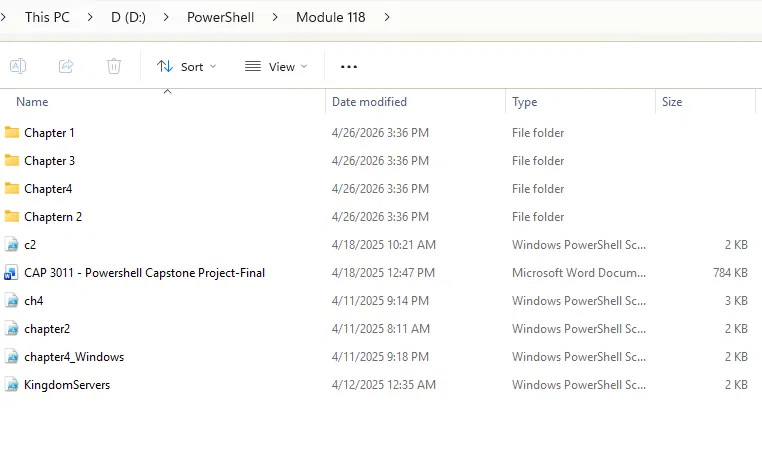 This PC > D (D:) > PowerShell > Module 118 >
Sort View ...
Name Date modified Type Size
Chapter 1 4/26/2026 3:36 PM File folder
Chapter 3 4/26/2026 3:36 PM File folder
Chapter4 4/26/2026 3:36 PM File folder
Chaptern 2 4/26/2026 3:36 PM File folder
c2 4/18/2025 10:21 AM Windows PowerShell Sc... 2 KB
CAP 3011 - Powershell Capstone Project-Final 4/18/2025 12:47 PM Microsoft Word Docum... 784 KB
ch4 4/11/2025 9:14 PM Windows PowerShell Sc... 3 KB
chapter2 4/11/2025 8:11 AM Windows PowerShell Sc... 2 KB
chapter4_Windows 4/11/2025 9:18 PM Windows PowerShell Sc... 2 KB
KingdomServers 4/12/2025 12:35 AM Windows PowerShell Sc... 2 KB